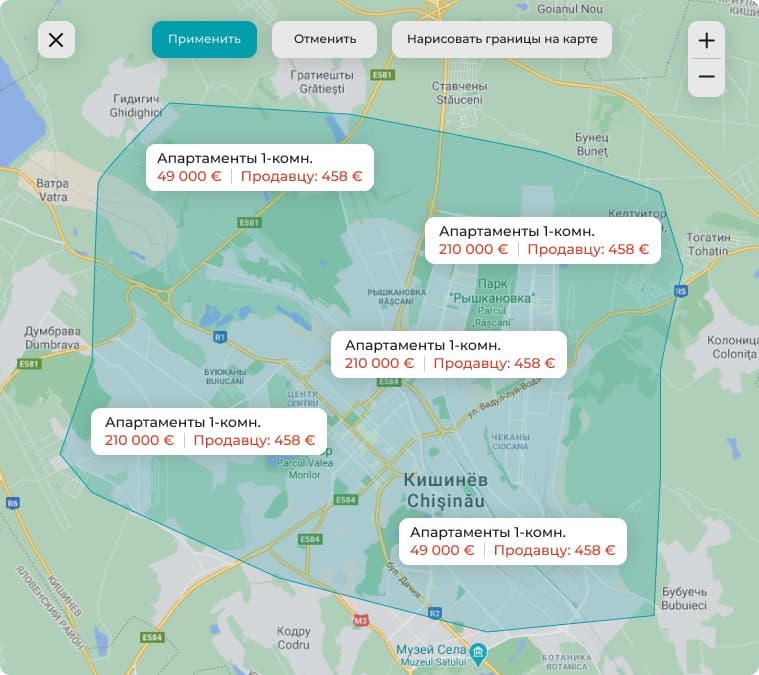 Goianul Nou
Применить
Отменить
Нарисовать границы на карте
Гратиешты
Grătiești
E581
Ставчены
Stăuceni
Гидигич
Ghidighici
Бунец
Buneț
Апартаменты 1-комн.
49 000 € | Продавцу: 458 €
Ватра
Vatra
E581
Келтуитор
Апартаменты 1-комн.
210 000 € | Продавцу: 458 €
Тогатин
Tohatin
РЫШКАНОВКА
RÂȘCANI
Парк
"Рышкановка"
Parcul
„Râșcani"
R5
Думбрава
Dumbrava
E581
R1
Колоница
Colonița
Апартаменты 1-комн.
210 000 € | Продавцу: 458 €
БУЮКАНЫ
BUIUCANI
E584
ЦЕНТР
CENTRU
ул. Вадул-луй-Водэ
Апартаменты 1-комн.
210 000 € | Продавцу: 458 €
ЧЕКАНЫ
CIOCANA
Parcul Valea
Morilor
Кишинёв
Chișinău
R6
E584
Апартаменты 1-комн.
49 000 € | Продавцу: 458 €
E584
бул. Дачия
КИШИНЕВ
ЯЛОВЕНСКИЙ РАЙОН
Бубуечь
Bubuieci
R2
M3
E584
Кодру
Codru
Музей Села
Muzeul Satului
БОТАНИКА
BOTANICA